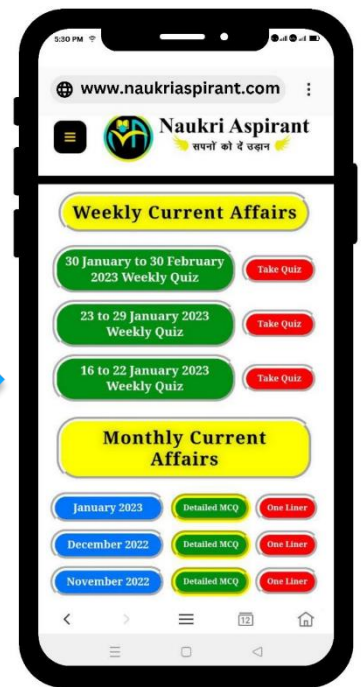 5:30 PM
www.naukriaspirant.com
Naukri Aspirant
सपनों को दें उड़ान
Weekly Current Affairs
30 January to 30 February
2023 Weekly Quiz
Take Quiz
23 to 29 January 2023
Weekly Quiz
Take Quiz
16 to 22 January 2023
Weekly Quiz
Take Quiz
Monthly Current
Affairs
January 2023 Detailed MCQ One Liner
December 2022 Detailed MCQ One Liner
November 2022 Detailed MCQ One Liner
12